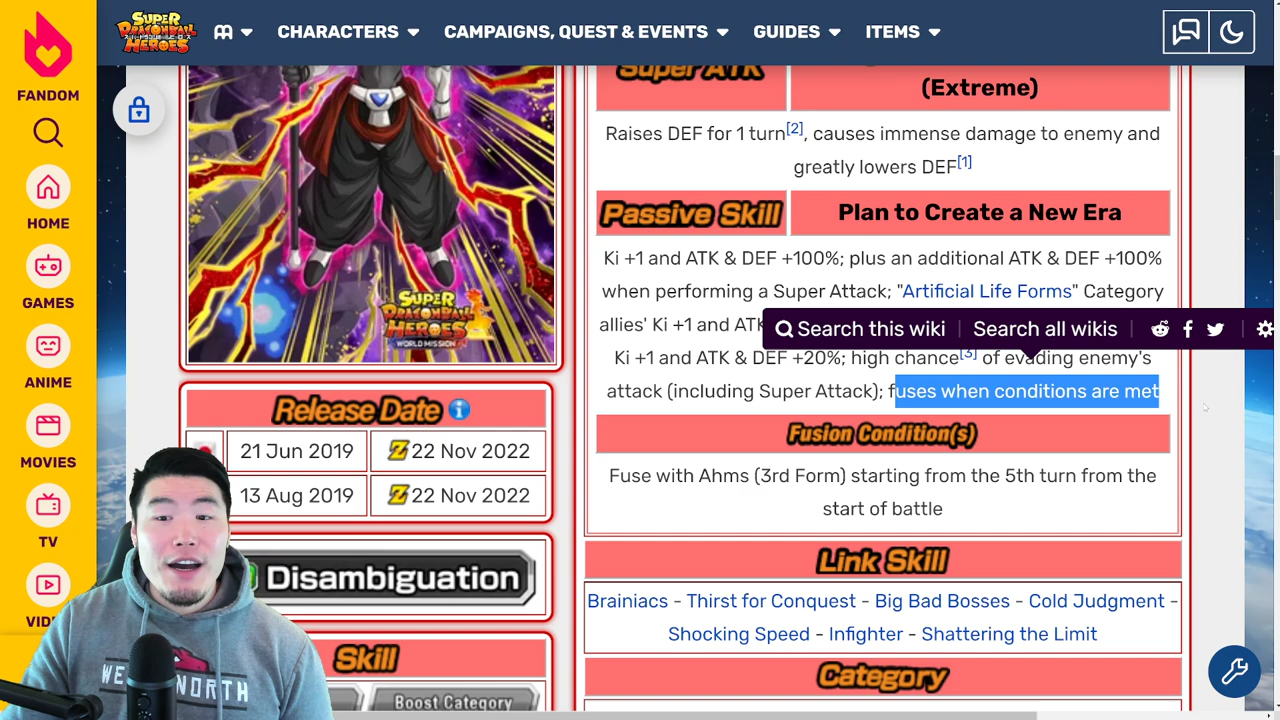 SUPER
DRAGONBALL
HEROES
CHARACTERS
CAMPAIGNS, QUEST & EVENTS
GUIDES
ITEMS
FANDOM
HOME
GAMES
ANIME
MOVIES
TV
SUPER
DRAGONBALL
HEROES
WORLD MISSION
Release Date
21 Jun 2019
Z 22 Nov 2022
13 Aug 2019
Z 22 Nov 2022
Disambiguation
Skill
Boost Category
Super ATK
(Extreme)
Raises DEF for 1 turn[2], causes immense damage to enemy and
greatly lowers DEF[1]
Passive Skill
Plan to Create a New Era
Ki +1 and ATK & DEF +100%; plus an additional ATK & DEF +100%
when performing a Super Attack; "Artificial Life Forms" Category
allies' Ki +1 and ATK
Search this wiki
Search all wikis
Ki +1 and ATK & DEF +20%; high chance[3] of evading enemy's
attack (including Super Attack); fuses when conditions are met
Fusion Condition(s)
Fuse with Ahms (3rd Form) starting from the 5th turn from the
start of battle
Link Skill
Brainiacs - Thirst for Conquest - Big Bad Bosses - Cold Judgment -
Shocking Speed - Infighter - Shattering the Limit
Category